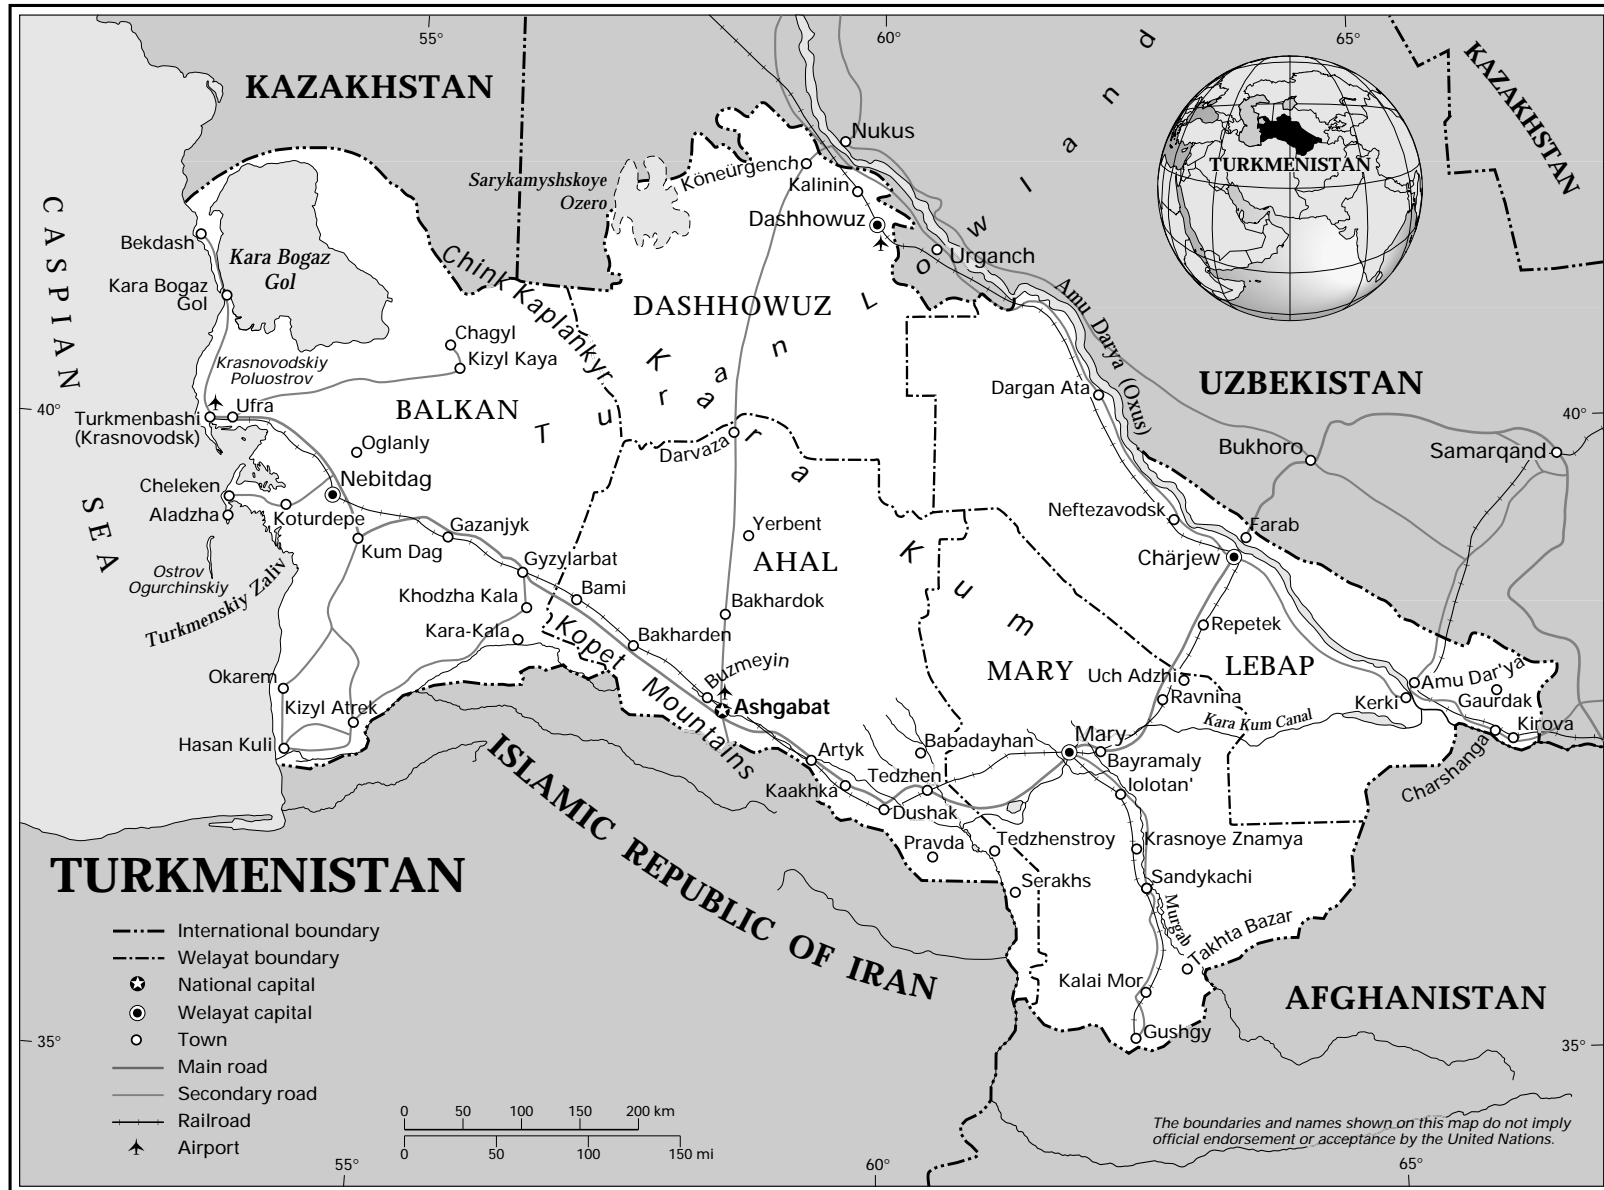 55°
60°
65°
KAZAKHSTAN
KAZAKHSTAN
TURKMENISTAN
Nukus
Köneürgench
Kalinin
Sarykamyshskoye
Ozero
Dashhowuz
Urganch
CASPIAN
SEA
Bekdash
Kara Bogaz
Gol
Kara Bogaz
Gol
Chink Kaplankyr
DASHHOWUZ
Turan Lowland
Kara Kum
Amu Darya (Oxus)
Chagyl
Kizyl Kaya
Krasnovodskiy
Poluostrov
UZBEKISTAN
Dargan Ata
40°
40°
BALKAN
Ufra
Turkmenbashi
(Krasnovodsk)
Oglanly
Darvaza
Bukhoro
Samarqand
Nebitdag
Cheleken
Aladzha
Koturdepe
Kum Dag
Gazanjyk
Yerbent
Neftezavodsk
Farab
Chärjew
AHAL
Gyzylarbat
Ostrov
Ogurchinskiy
Turkmenskiy Zaliv
Khodzha Kala
Bami
Bakhardok
Kara-Kala
Kopet Mountains
Bakharden
Repetek
Buzmeyin
MARY
LEBAP
Uch Adzhi
Amu Dar'ya
Okarem
Ravnina
Kerki
Gaurdak
Kizyl Atrek
Ashgabat
Kara Kum Canal
Kirova
Hasan Kuli
Artyk
Babadayhan
Mary
Bayramaly
Charshanga
Tedzhen
Iolotan'
Kaakhka
Dushak
ISLAMIC REPUBLIC OF IRAN
Pravda
Tedzhenstroy
Krasnoye Znamya
Serakhs
Sandykachi
Murgab
Takhta Bazar
Kalai Mor
AFGHANISTAN
Gushgy
35°
35°
TURKMENISTAN
International boundary
Welayat boundary
National capital
Welayat capital
Town
Main road
Secondary road
Railroad
Airport
0 50 100 150 200 km
0 50 100 150 mi
The boundaries and names shown on this map do not imply
official endorsement or acceptance by the United Nations.
55°
60°
65°